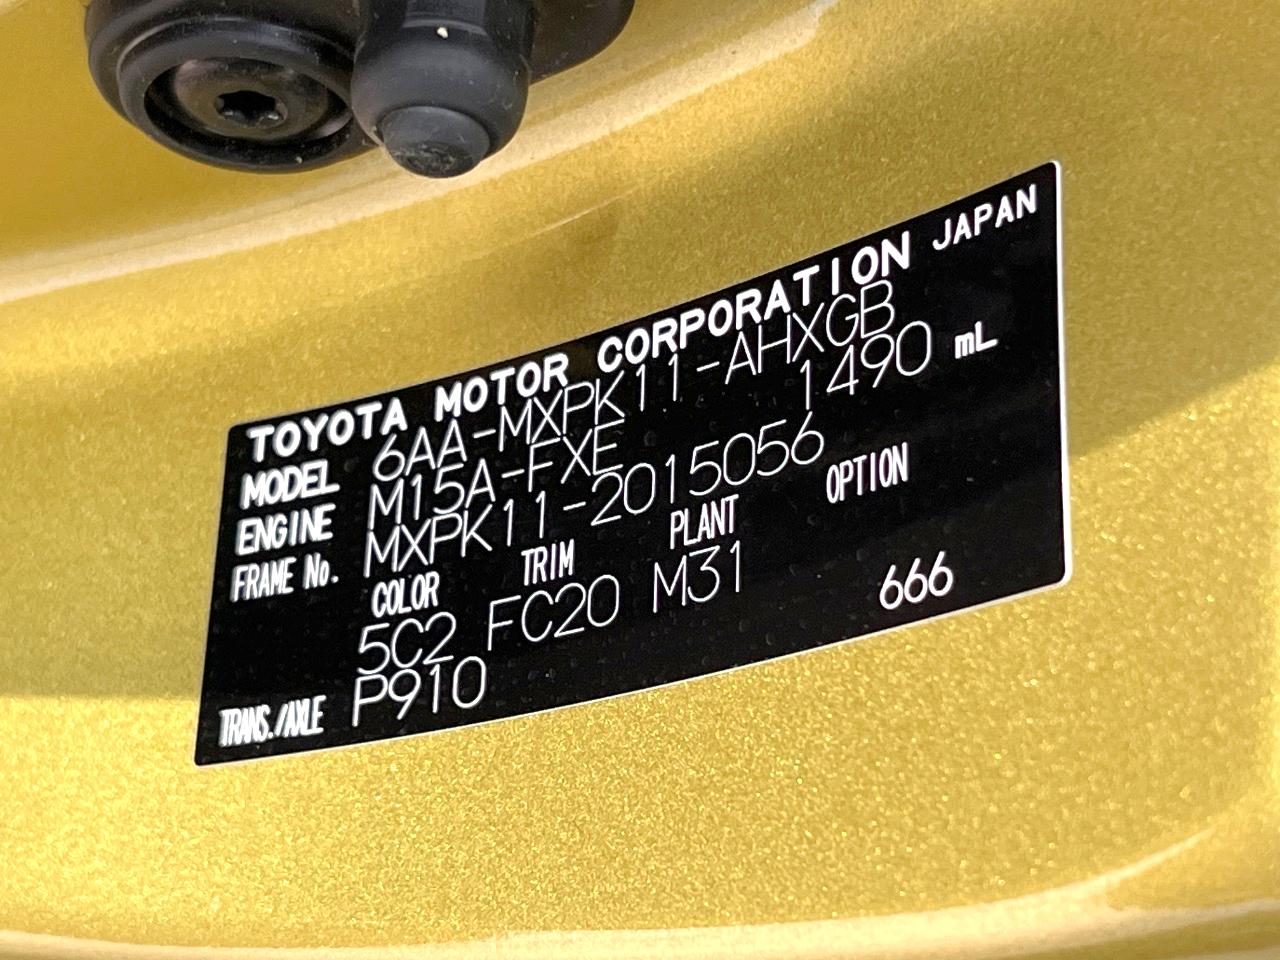 TOYOTA MOTOR CORPORATION JAPAN
MODEL 6AA-MXPK11-AHXGB
ENGINE M15A-FXE 1490 mL
FRAME No. MXPK11-2015056
COLOR TRIM PLANT OPTION
5C2 FC20 M31 666
TRANS./AXLE P910